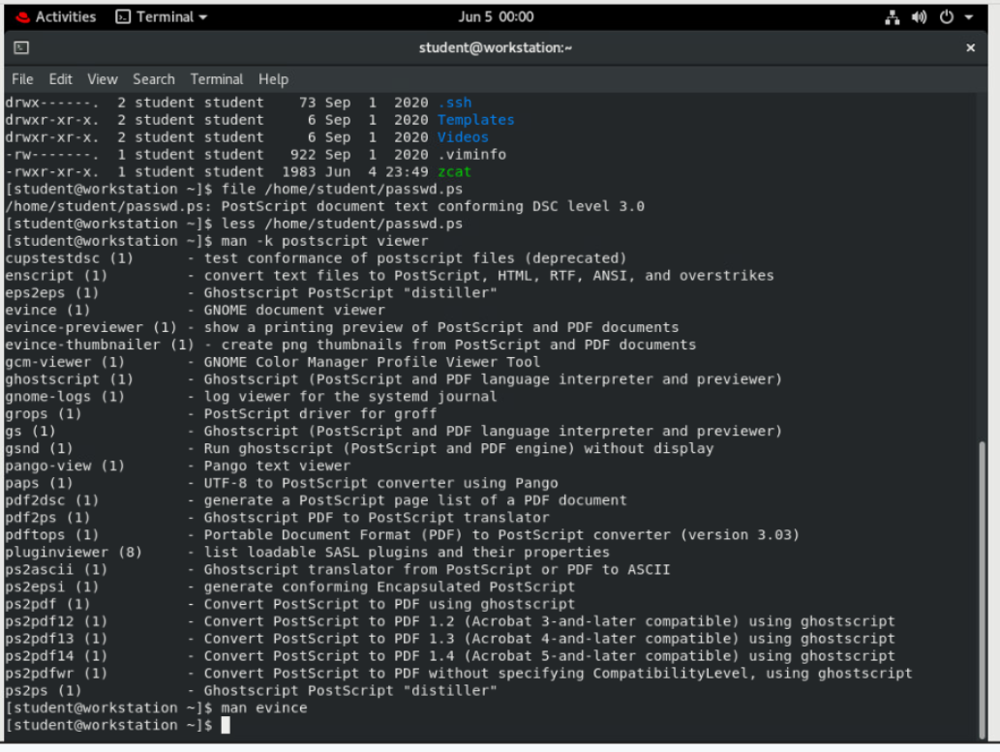 Activities Terminal Jun 5 00:00
student@workstation:~ ×
File Edit View Search Terminal Help
drwx------. 2 student student 73 Sep 1 2020 .ssh
drwxr-xr-x. 2 student student 6 Sep 1 2020 Templates
drwxr-xr-x. 2 student student 6 Sep 1 2020 Videos
-rw-------. 1 student student 922 Sep 1 2020 .viminfo
-rwxr-xr-x. 1 student student 1983 Jun 4 23:49 zcat
[student@workstation ~]$ file /home/student/passwd.ps
/home/student/passwd.ps: PostScript document text conforming DSC level 3.0
[student@workstation ~]$ less /home/student/passwd.ps
[student@workstation ~]$ man -k postscript viewer
cupstestdsc (1) - test conformance of postscript files (deprecated)
enscript (1) - convert text files to PostScript, HTML, RTF, ANSI, and overstrikes
eps2eps (1) - Ghostscript PostScript "distiller"
evince (1) - GNOME document viewer
evince-previewer (1) - show a printing preview of PostScript and PDF documents
evince-thumbnailer (1) - create png thumbnails from PostScript and PDF documents
gcm-viewer (1) - GNOME Color Manager Profile Viewer Tool
ghostscript (1) - Ghostscript (PostScript and PDF language interpreter and previewer)
gnome-logs (1) - log viewer for the systemd journal
grops (1) - PostScript driver for groff
gs (1) - Ghostscript (PostScript and PDF language interpreter and previewer)
gsnd (1) - Run ghostscript (PostScript and PDF engine) without display
pango-view (1) - Pango text viewer
paps (1) - UTF-8 to PostScript converter using Pango
pdf2dsc (1) - generate a PostScript page list of a PDF document
pdf2ps (1) - Ghostscript PDF to PostScript translator
pdftops (1) - Portable Document Format (PDF) to PostScript converter (version 3.03)
pluginviewer (8) - list loadable SASL plugins and their properties
ps2ascii (1) - Ghostscript translator from PostScript or PDF to ASCII
ps2epsi (1) - generate conforming Encapsulated PostScript
ps2pdf (1) - Convert PostScript to PDF using ghostscript
ps2pdf12 (1) - Convert PostScript to PDF 1.2 (Acrobat 3-and-later compatible) using ghostscript
ps2pdf13 (1) - Convert PostScript to PDF 1.3 (Acrobat 4-and-later compatible) using ghostscript
ps2pdf14 (1) - Convert PostScript to PDF 1.4 (Acrobat 5-and-later compatible) using ghostscript
ps2pdfwr (1) - Convert PostScript to PDF without specifying CompatibilityLevel, using ghostscript
ps2ps (1) - Ghostscript PostScript "distiller"
[student@workstation ~]$ man evince
[student@workstation ~]$